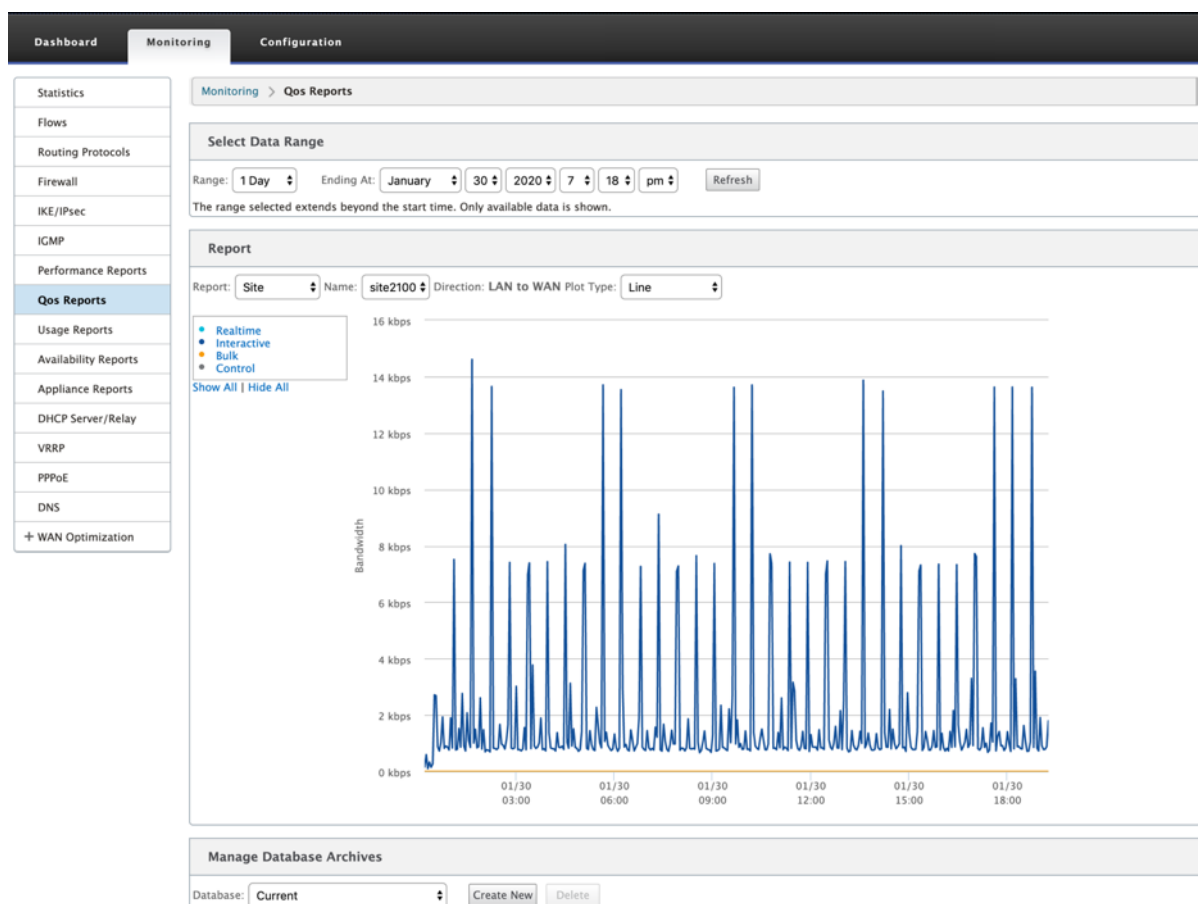 Dashboard Monitoring Configuration
Statistics
Flows
Routing Protocols
Firewall
IKE/IPsec
IGMP
Performance Reports
Qos Reports
Usage Reports
Availability Reports
Appliance Reports
DHCP Server/Relay
VRRP
PPPoE
DNS
+ WAN Optimization
Monitoring > Qos Reports
Select Data Range
Range: 1 Day Ending At: January 30 2020 7 18 pm Refresh
The range selected extends beyond the start time. Only available data is shown.
Report
Report: Site Name: site2100 Direction: LAN to WAN Plot Type: Line
Realtime
Interactive
Bulk
Control
Show All | Hide All
Bandwidth
16 kbps
14 kbps
12 kbps
10 kbps
8 kbps
6 kbps
4 kbps
2 kbps
0 kbps
01/30 01/30 01/30 01/30 01/30 01/30
03:00 06:00 09:00 12:00 15:00 18:00
Manage Database Archives
Database: Current Create New Delete